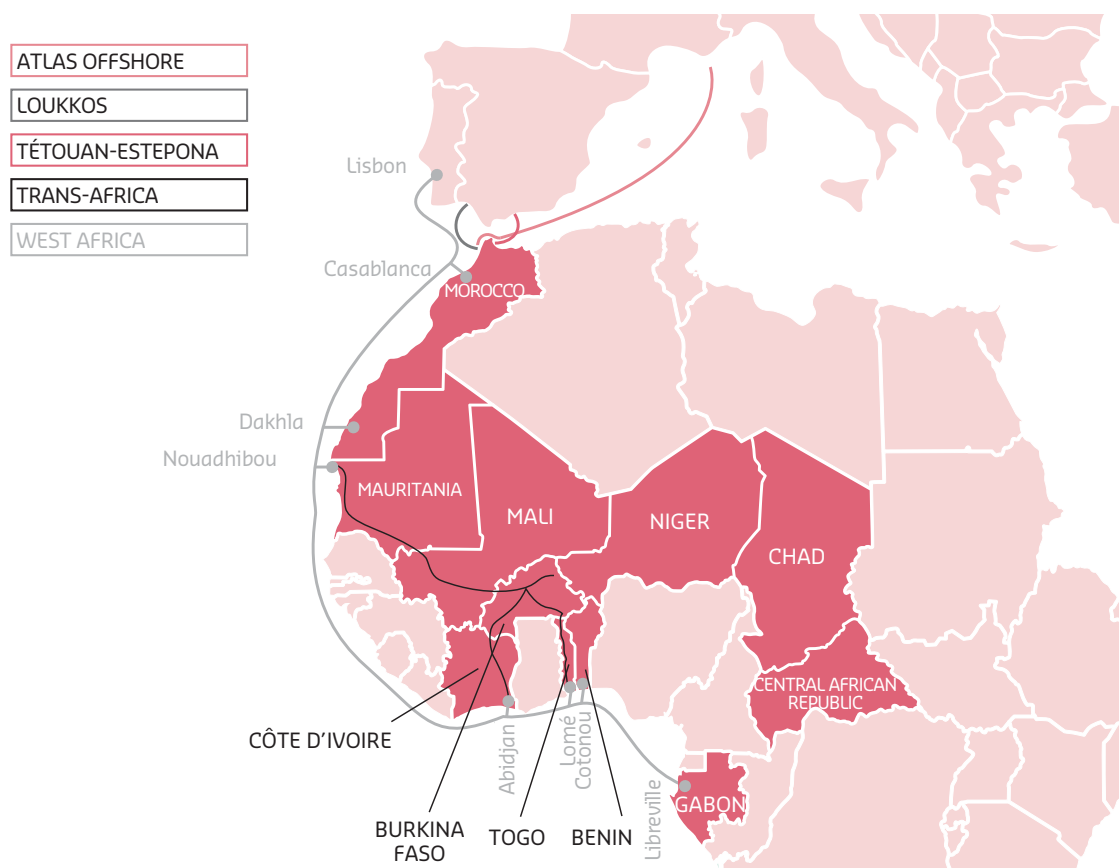 ATLAS OFFSHORE
LOUKKOS
TÉTOUAN-ESTEPONA
TRANS-AFRICA
WEST AFRICA
Lisbon
Casablanca
MOROCCO
Dakhla
Nouadhibou
MAURITANIA
MALI
NIGER
CHAD
CENTRAL AFRICAN
REPUBLIC
CÔTE D'IVOIRE
Abidjan
Lomé
Cotonou
Libreville
GABON
BURKINA
FASO
TOGO
BENIN